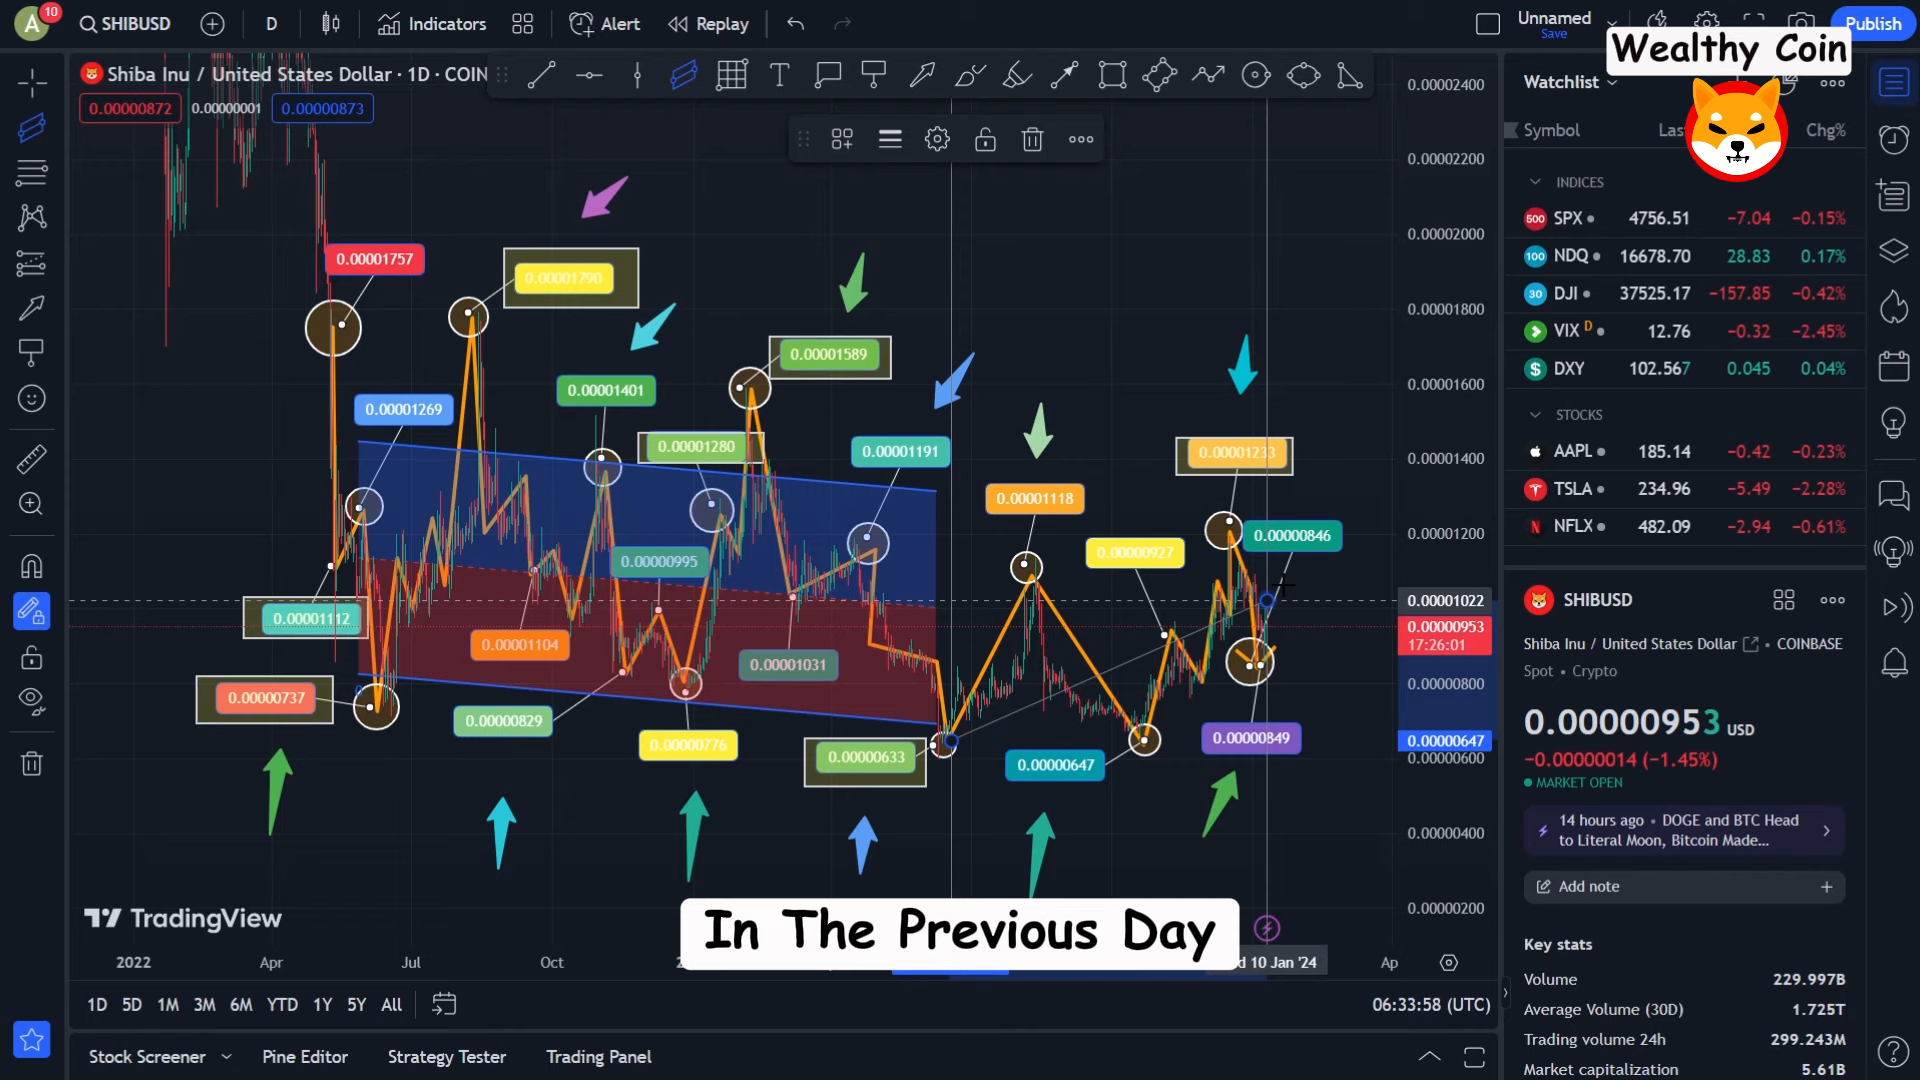 A
10
SHIBUSD
D
Indicators
Alert
Replay
Unnamed
Save
Publish
Wealthy Coin
Shiba Inu / United States Dollar · 1D · COIN
0.00000872
0.00000001
0.00000873
Watchlist
Symbol
Las
Chg%
INDICES
500 SPX 4756.51 −7.04 −0.15%
100 NDQ 16678.70 28.83 0.17%
30 DJI 37525.17 −157.85 −0.42%
VIX D 12.76 −0.32 −2.45%
$ DXY 102.567 0.045 0.04%
STOCKS
AAPL 185.14 −0.42 −0.23%
TSLA 234.96 −5.49 −2.28%
NFLX 482.09 −2.94 −0.61%
SHIBUSD
Shiba Inu / United States Dollar • COINBASE
Spot • Crypto
0.00000953 USD
−0.00000014 (−1.45%)
MARKET OPEN
14 hours ago • DOGE and BTC Head
to Literal Moon, Bitcoin Made...
Add note
Key stats
Volume 229.997B
Average Volume (30D) 1.725T
Trading volume 24h 299.243M
Market capitalization 5.61B
0.00002400
0.00002200
0.00002000
0.00001800
0.00001600
0.00001400
0.00001200
0.00001022
0.00000953
17:26:01
0.00000800
0.00000647
0.00000600
0.00000400
0.00000200
0.00001757
0.00001790
0.00001589
0.00001401
0.00001269
0.00001280
0.00001191
0.00001233
0.00001118
0.00000846
0.00000927
0.00000995
0.00001112
0.00001104
0.00001031
0.00000737
0.00000829
0.00000776
0.00000633
0.00000647
0.00000849
TradingView
In The Previous Day
2022
Apr
Jul
Oct
d 10 Jan '24
Ap
1D 5D 1M 3M 6M YTD 1Y 5Y All
06:33:58 (UTC)
Stock Screener
Pine Editor
Strategy Tester
Trading Panel